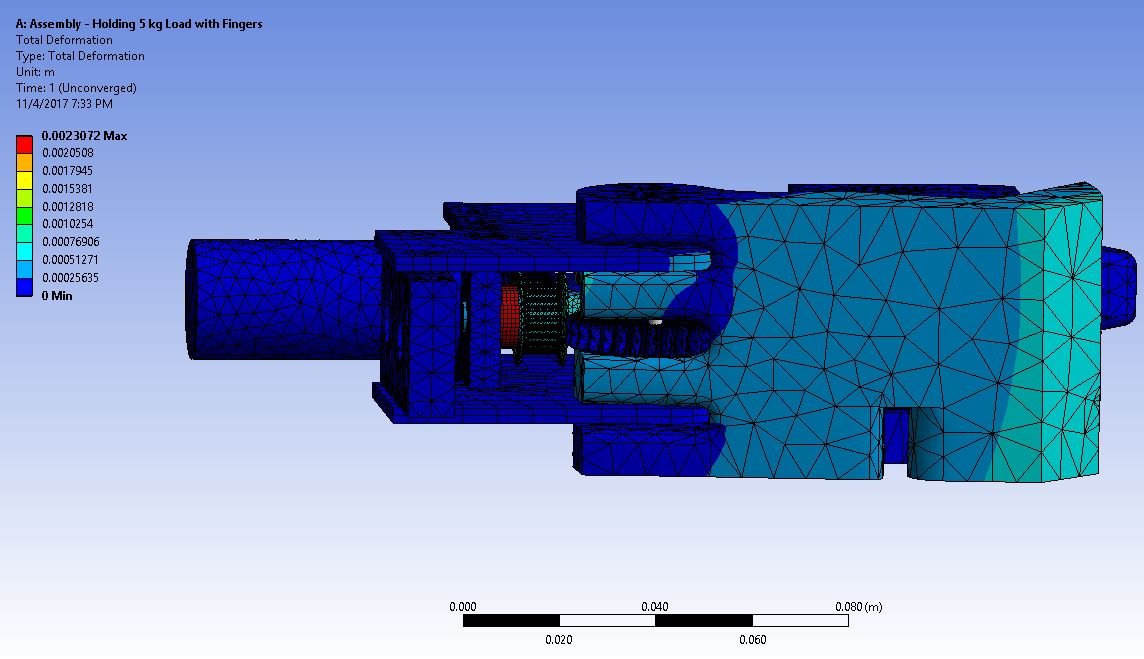 A: Assembly - Holding 5 kg Load with Fingers
Total Deformation
Type: Total Deformation
Unit: m
Time: 1 (Unconverged)
11/4/2017 7:33 PM
0.0023072 Max
0.0020508
0.0017945
0.0015381
0.0012818
0.0010254
0.00076906
0.00051271
0.00025635
0 Min
0.000 0.040 0.080 (m)
0.020 0.060